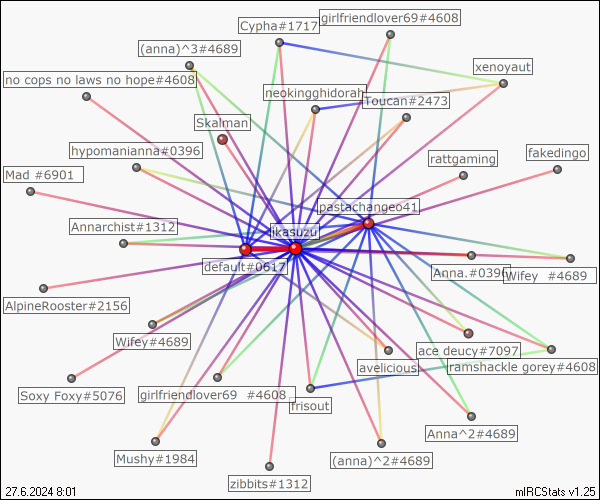 girlfriendlover69#4608
Cypha#1717
(anna)^3#4689
xenoyaut
no cops no laws no hope#4608
neokingghidorah
Toucan#2473
Skalman
hypomanianna#0396
rattgaming
fakedingo
Mad #6901
pastachangeo41
Annarchist#1312
ikasuzu
default#0617
Anna.#0396
Wifey #4689
AlpineRooster#2156
Wifey#4689
ace deucy#7097
avelicious
ramshackle gorey#4608
Soxy Foxy#5076
girlfriendlover69 #4608
frisout
Anna^2#4689
Mushy#1984
(anna)^2#4689
zibbits#1312
27.6.2024 8:01
mIRCStats v1.25